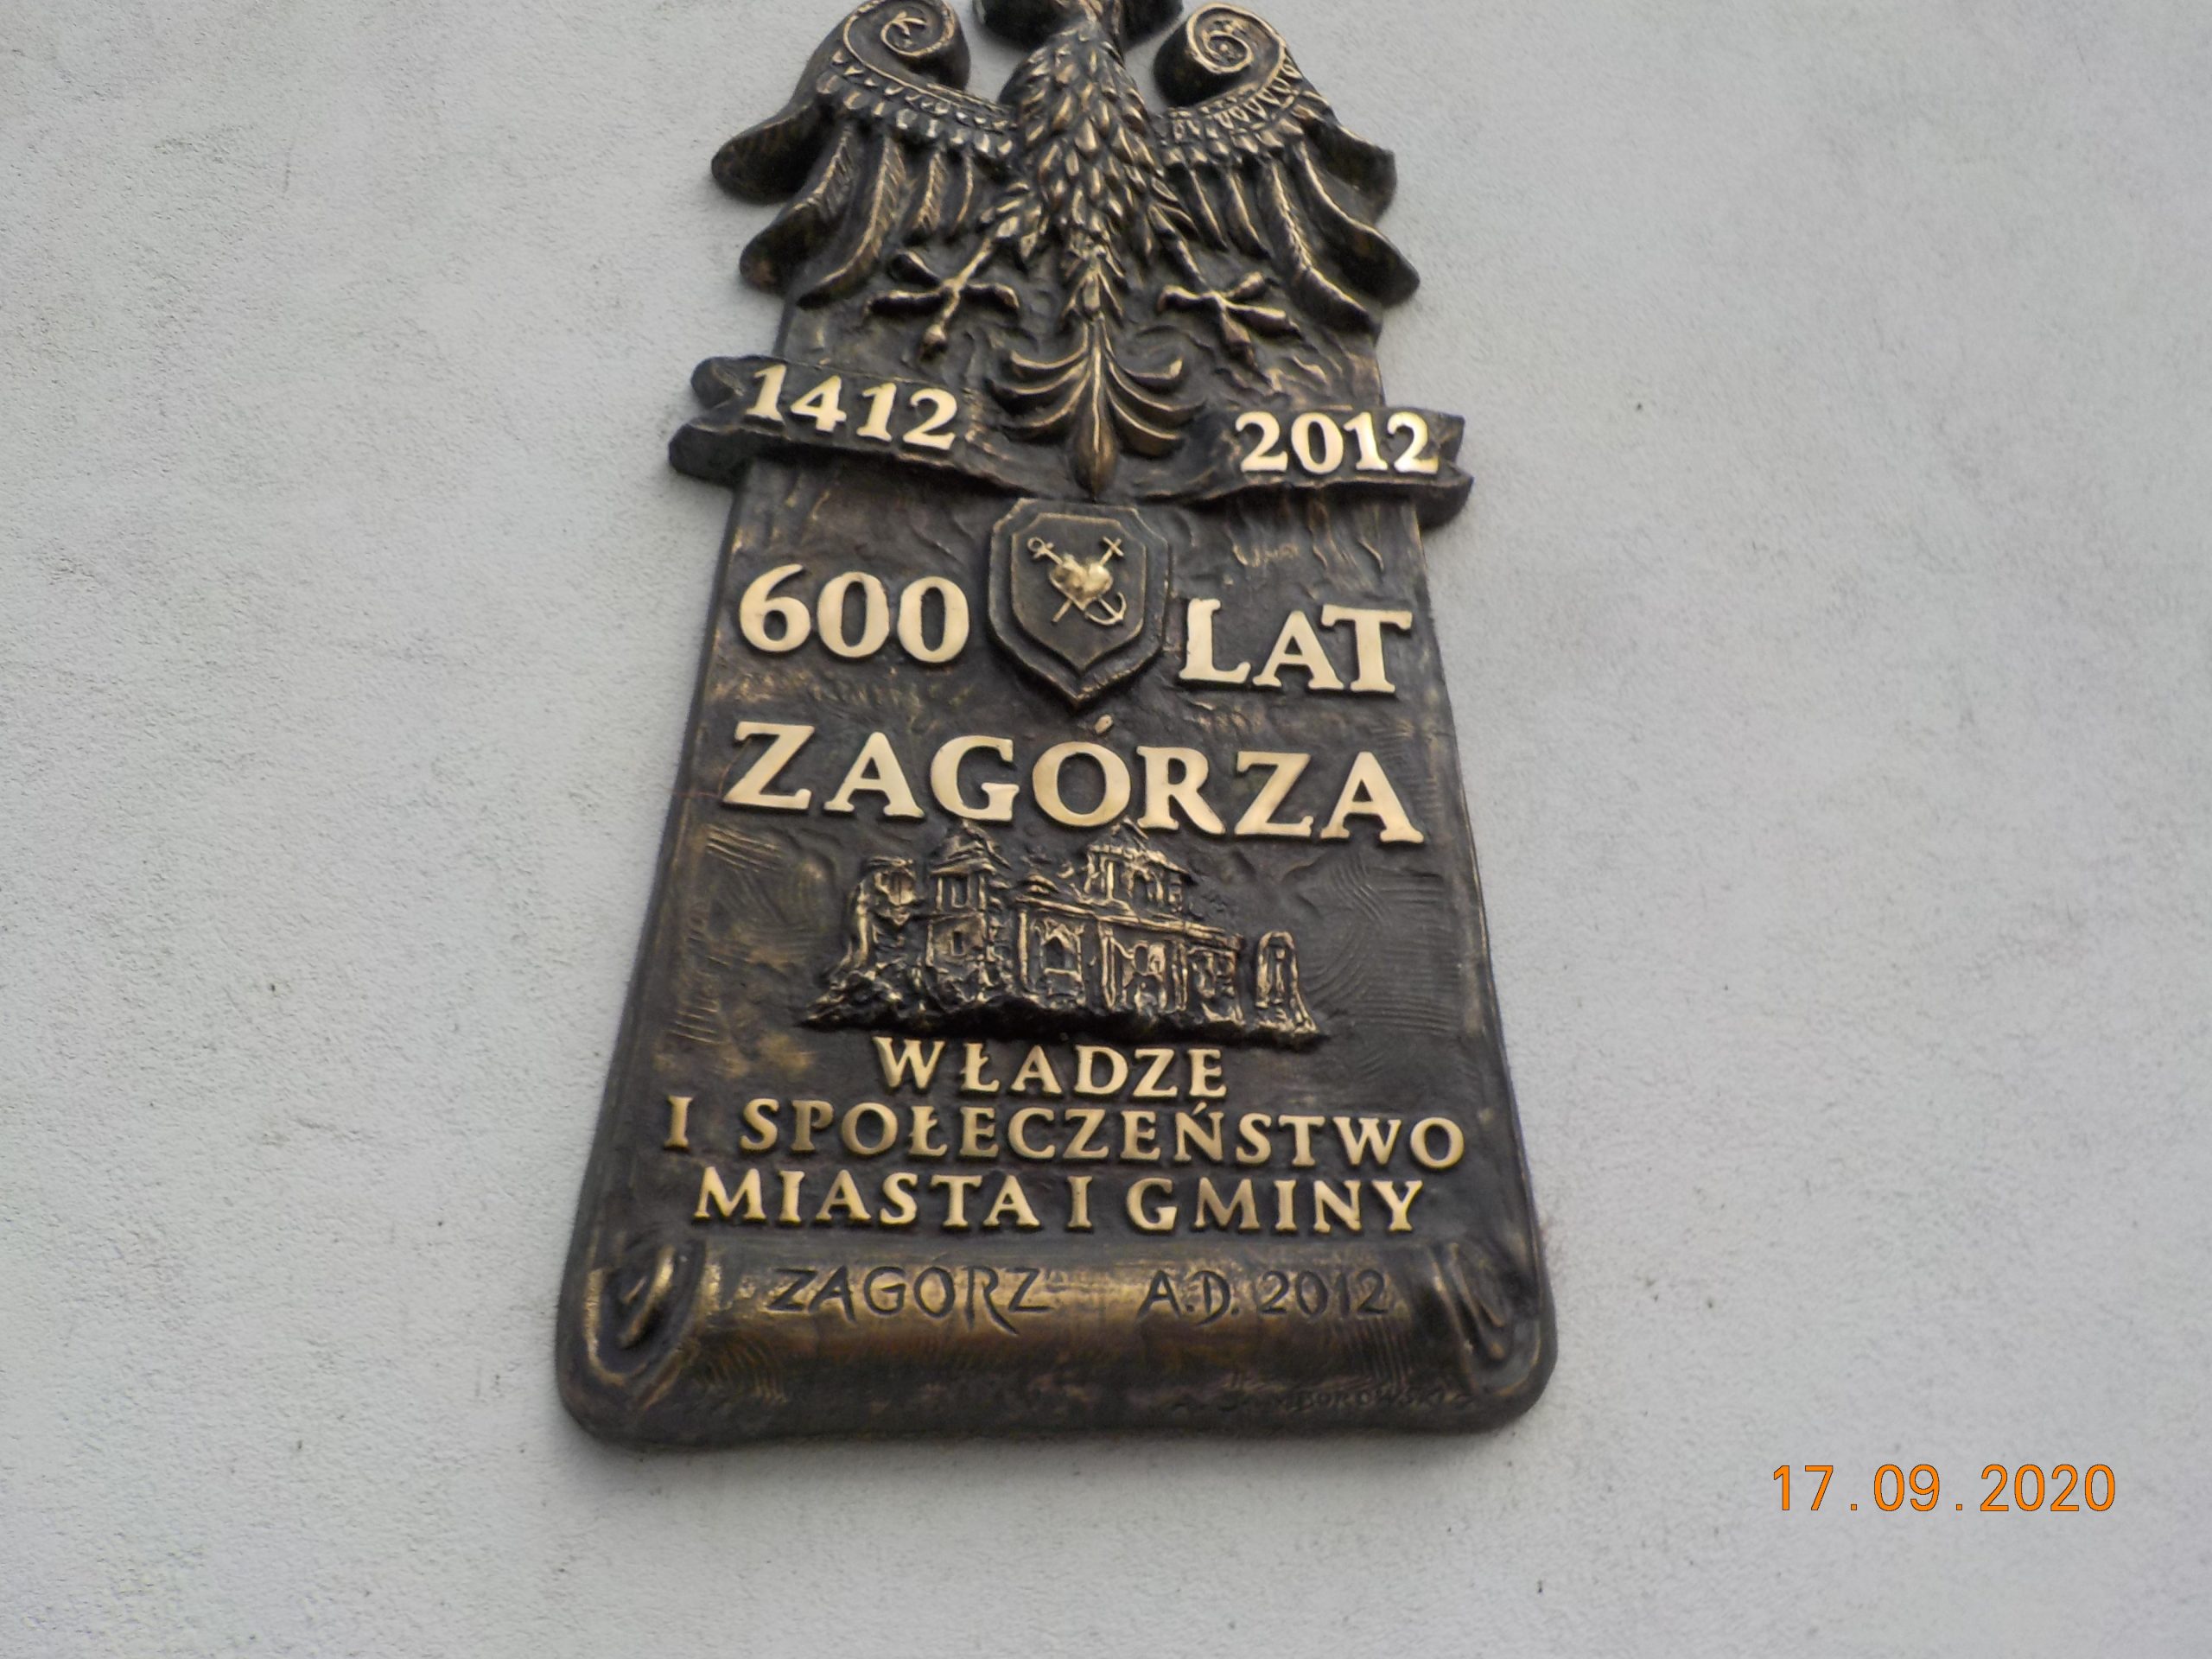 1412 2012
600 LAT
ZAGÓRZA
WŁADZE
I SPOŁECZEŃSTWO
MIASTA I GMINY
ZAGÓRZ A.D. 2012
17.09.2020